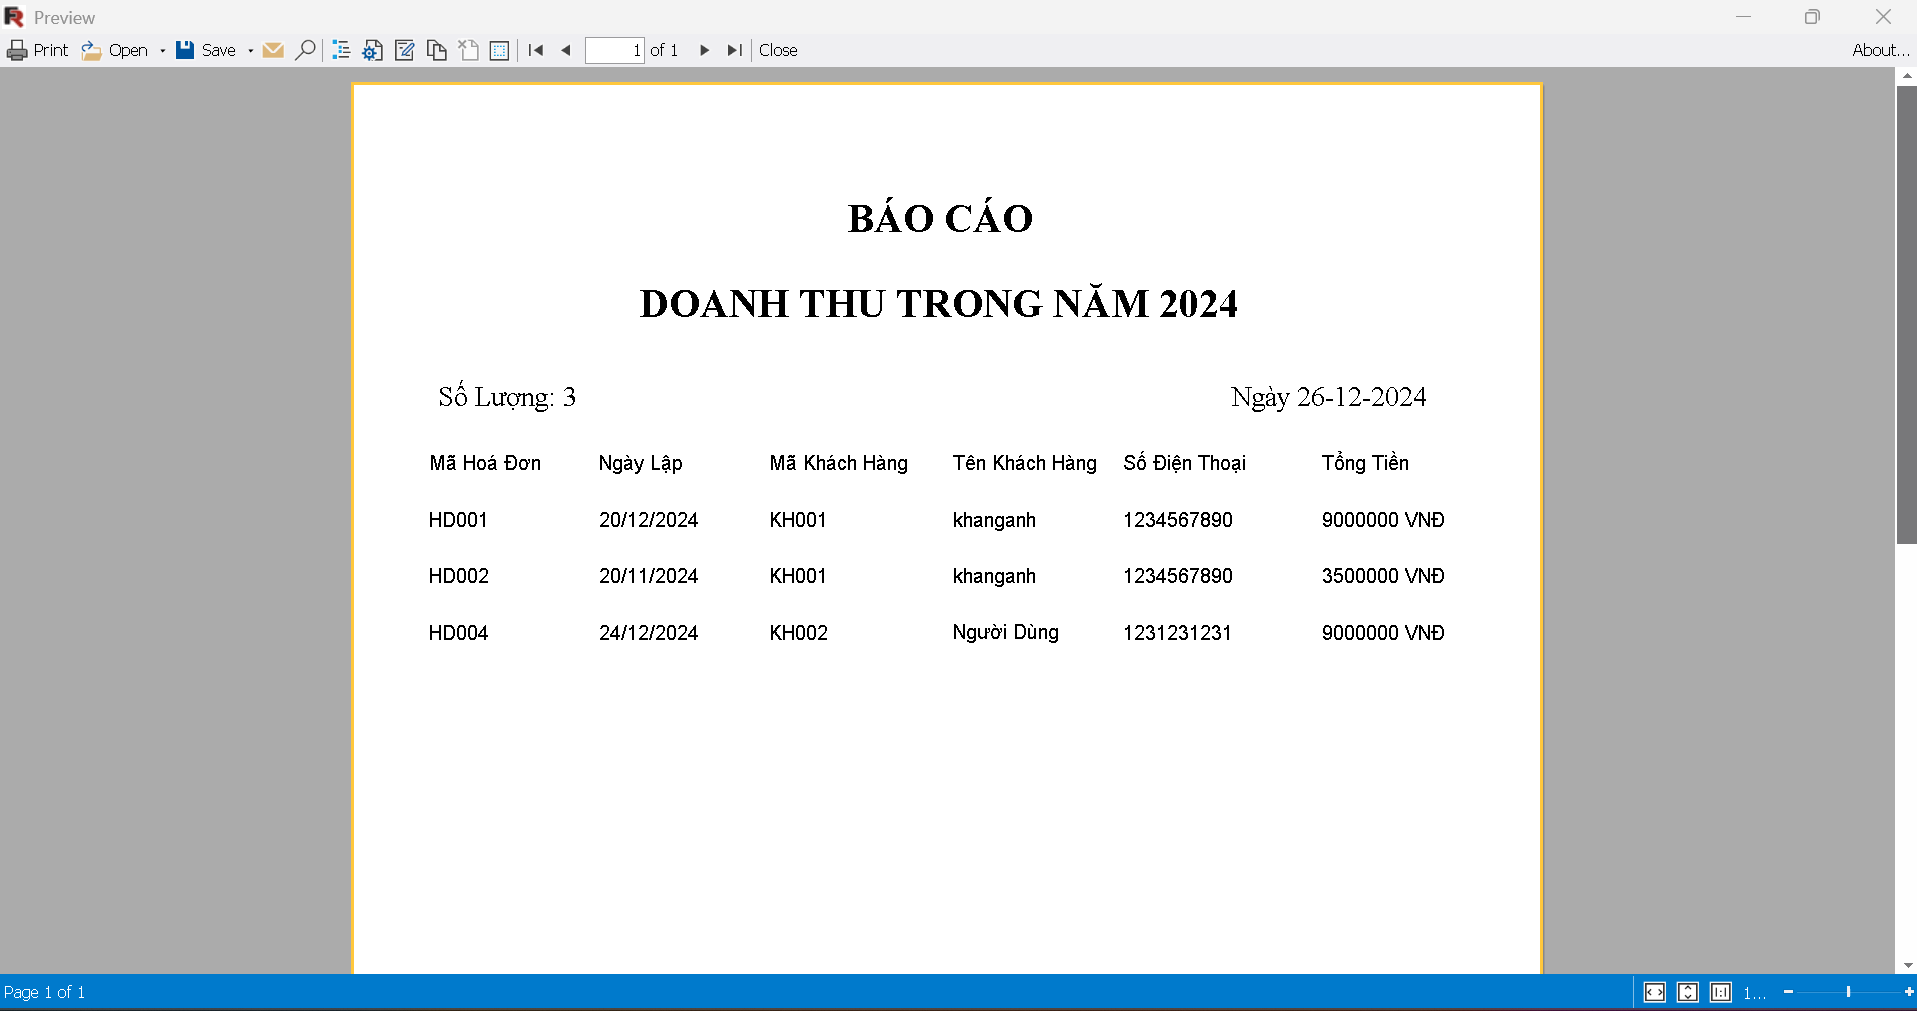 Preview
Print Open Save 1 of 1 Close About...
BÁO CÁO
DOANH THU TRONG NĂM 2024
Số Lượng: 3 Ngày 26-12-2024
Mã Hoá Đơn Ngày Lập Mã Khách Hàng Tên Khách Hàng Số Điện Thoại Tổng Tiền
HD001 20/12/2024 KH001 khanganh 1234567890 9000000 VNĐ
HD002 20/11/2024 KH001 khanganh 1234567890 3500000 VNĐ
HD004 24/12/2024 KH002 Người Dùng 1231231231 9000000 VNĐ
Page 1 of 1 1...